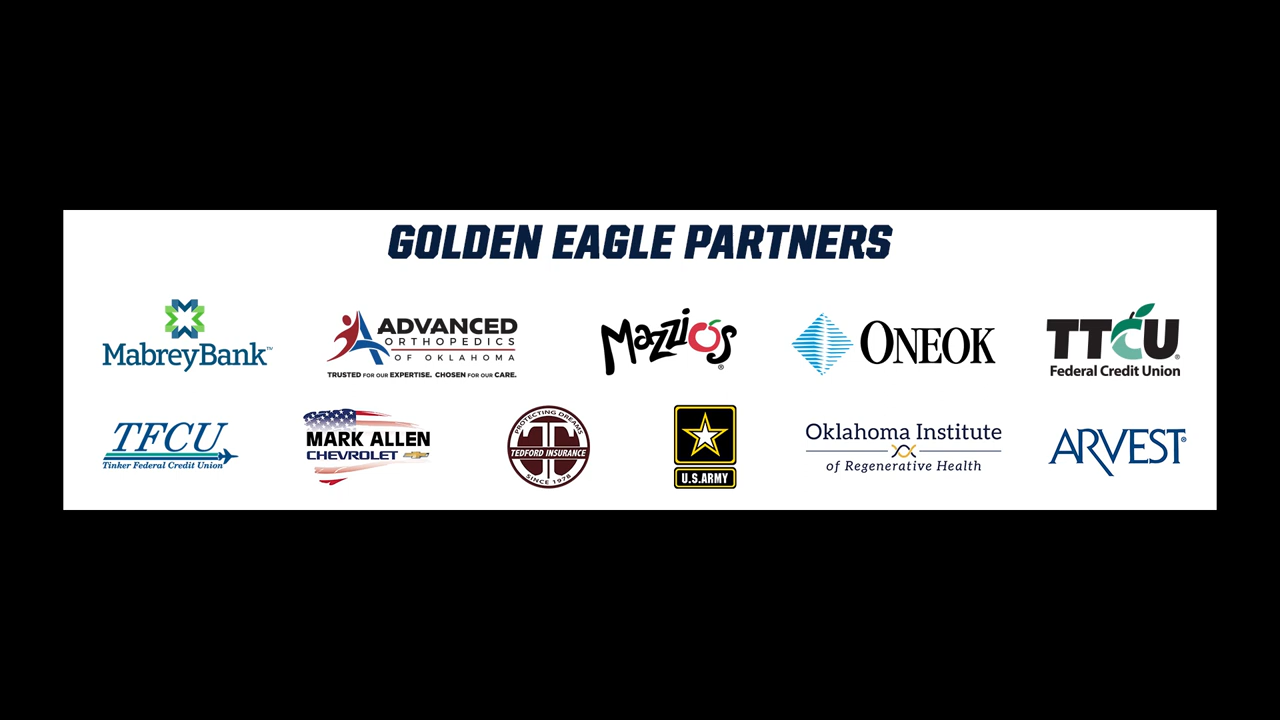 GOLDEN EAGLE PARTNERS
MabreyBank™
ADVANCED
ORTHOPEDICS
OF OKLAHOMA
TRUSTED FOR OUR EXPERTISE. CHOSEN FOR OUR CARE.
Mazzio's®
ONEOK
TTCU®
Federal Credit Union
TFCU
Tinker Federal Credit Union
MARK ALLEN
CHEVROLET
PROTECTING DREAMS
TEDFORD INSURANCE
SINCE 1978
U.S.ARMY
Oklahoma Institute
of Regenerative Health
ARVEST®